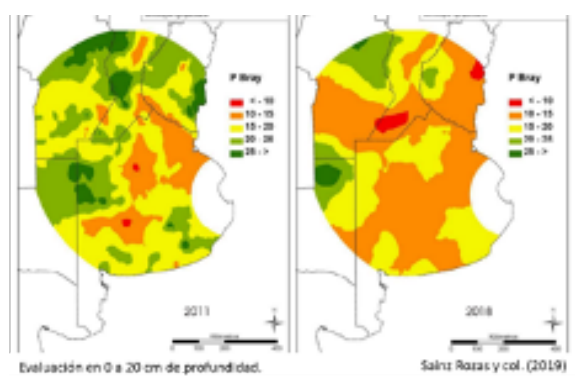 P Bray
< - 10
10 - 15
15 - 20
20 - 25
25 - >
2011
P Bray
< - 10
10 - 15
15 - 20
20 - 25
25 - >
2018
Evaluación en 0 a 20 cm de profundidad.
Sainz Rozas y col. (2019)